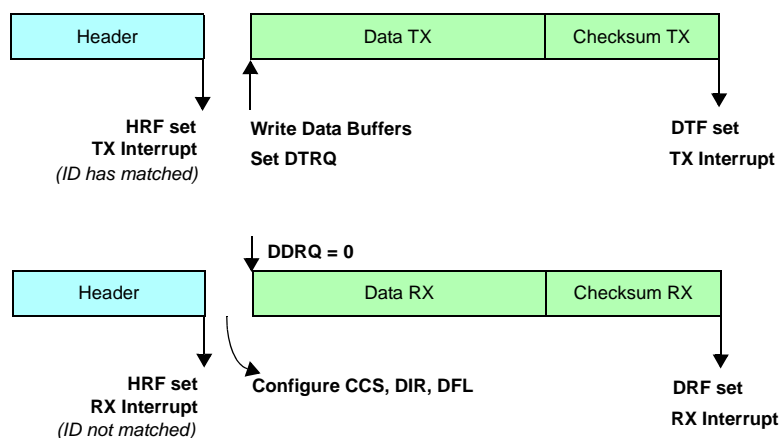 Header
Data TX
Checksum TX
HRF set
TX Interrupt
(ID has matched)
Write Data Buffers
Set DTRQ
DTF set
TX Interrupt
DDRQ = 0
Header
Data RX
Checksum RX
HRF set
RX Interrupt
(ID not matched)
Configure CCS, DIR, DFL
DRF set
RX Interrupt